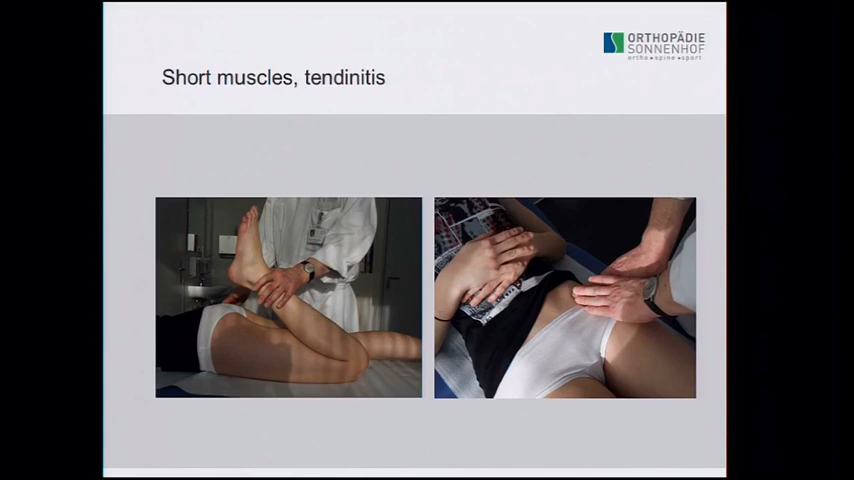 ORTHOPÄDIE
SONNENHOF
ortho • spine • sport
Short muscles, tendinitis